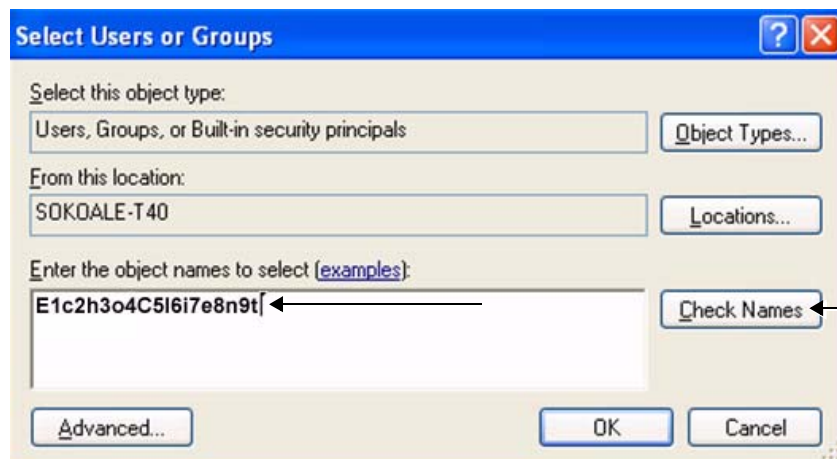 Select Users or Groups
Select this object type:
Users, Groups, or Built-in security principals
Object Types...
From this location:
SOKOALE-T40
Locations...
Enter the object names to select (examples):
E1c2h3o4C5l6i7e8n9t
Check Names
Advanced...
OK
Cancel